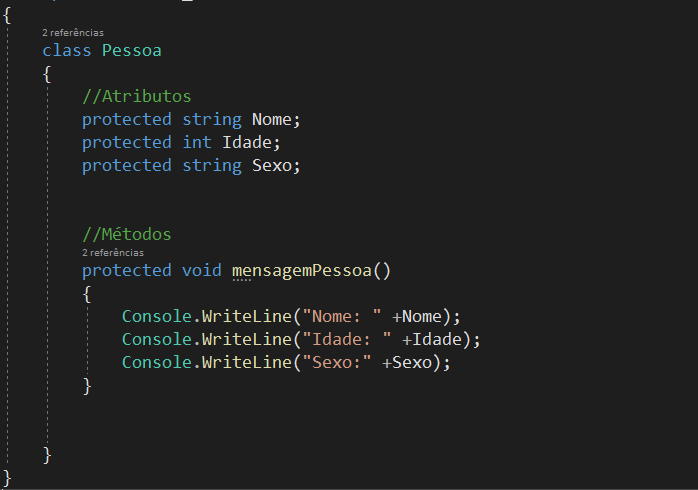 {
2 referências
class Pessoa
{
//Atributos
protected string Nome;
protected int Idade;
protected string Sexo;
//Métodos
2 referências
protected void mensagemPessoa()
{
Console.WriteLine("Nome: " +Nome);
Console.WriteLine("Idade: " +Idade);
Console.WriteLine("Sexo:" +Sexo);
}
}
}